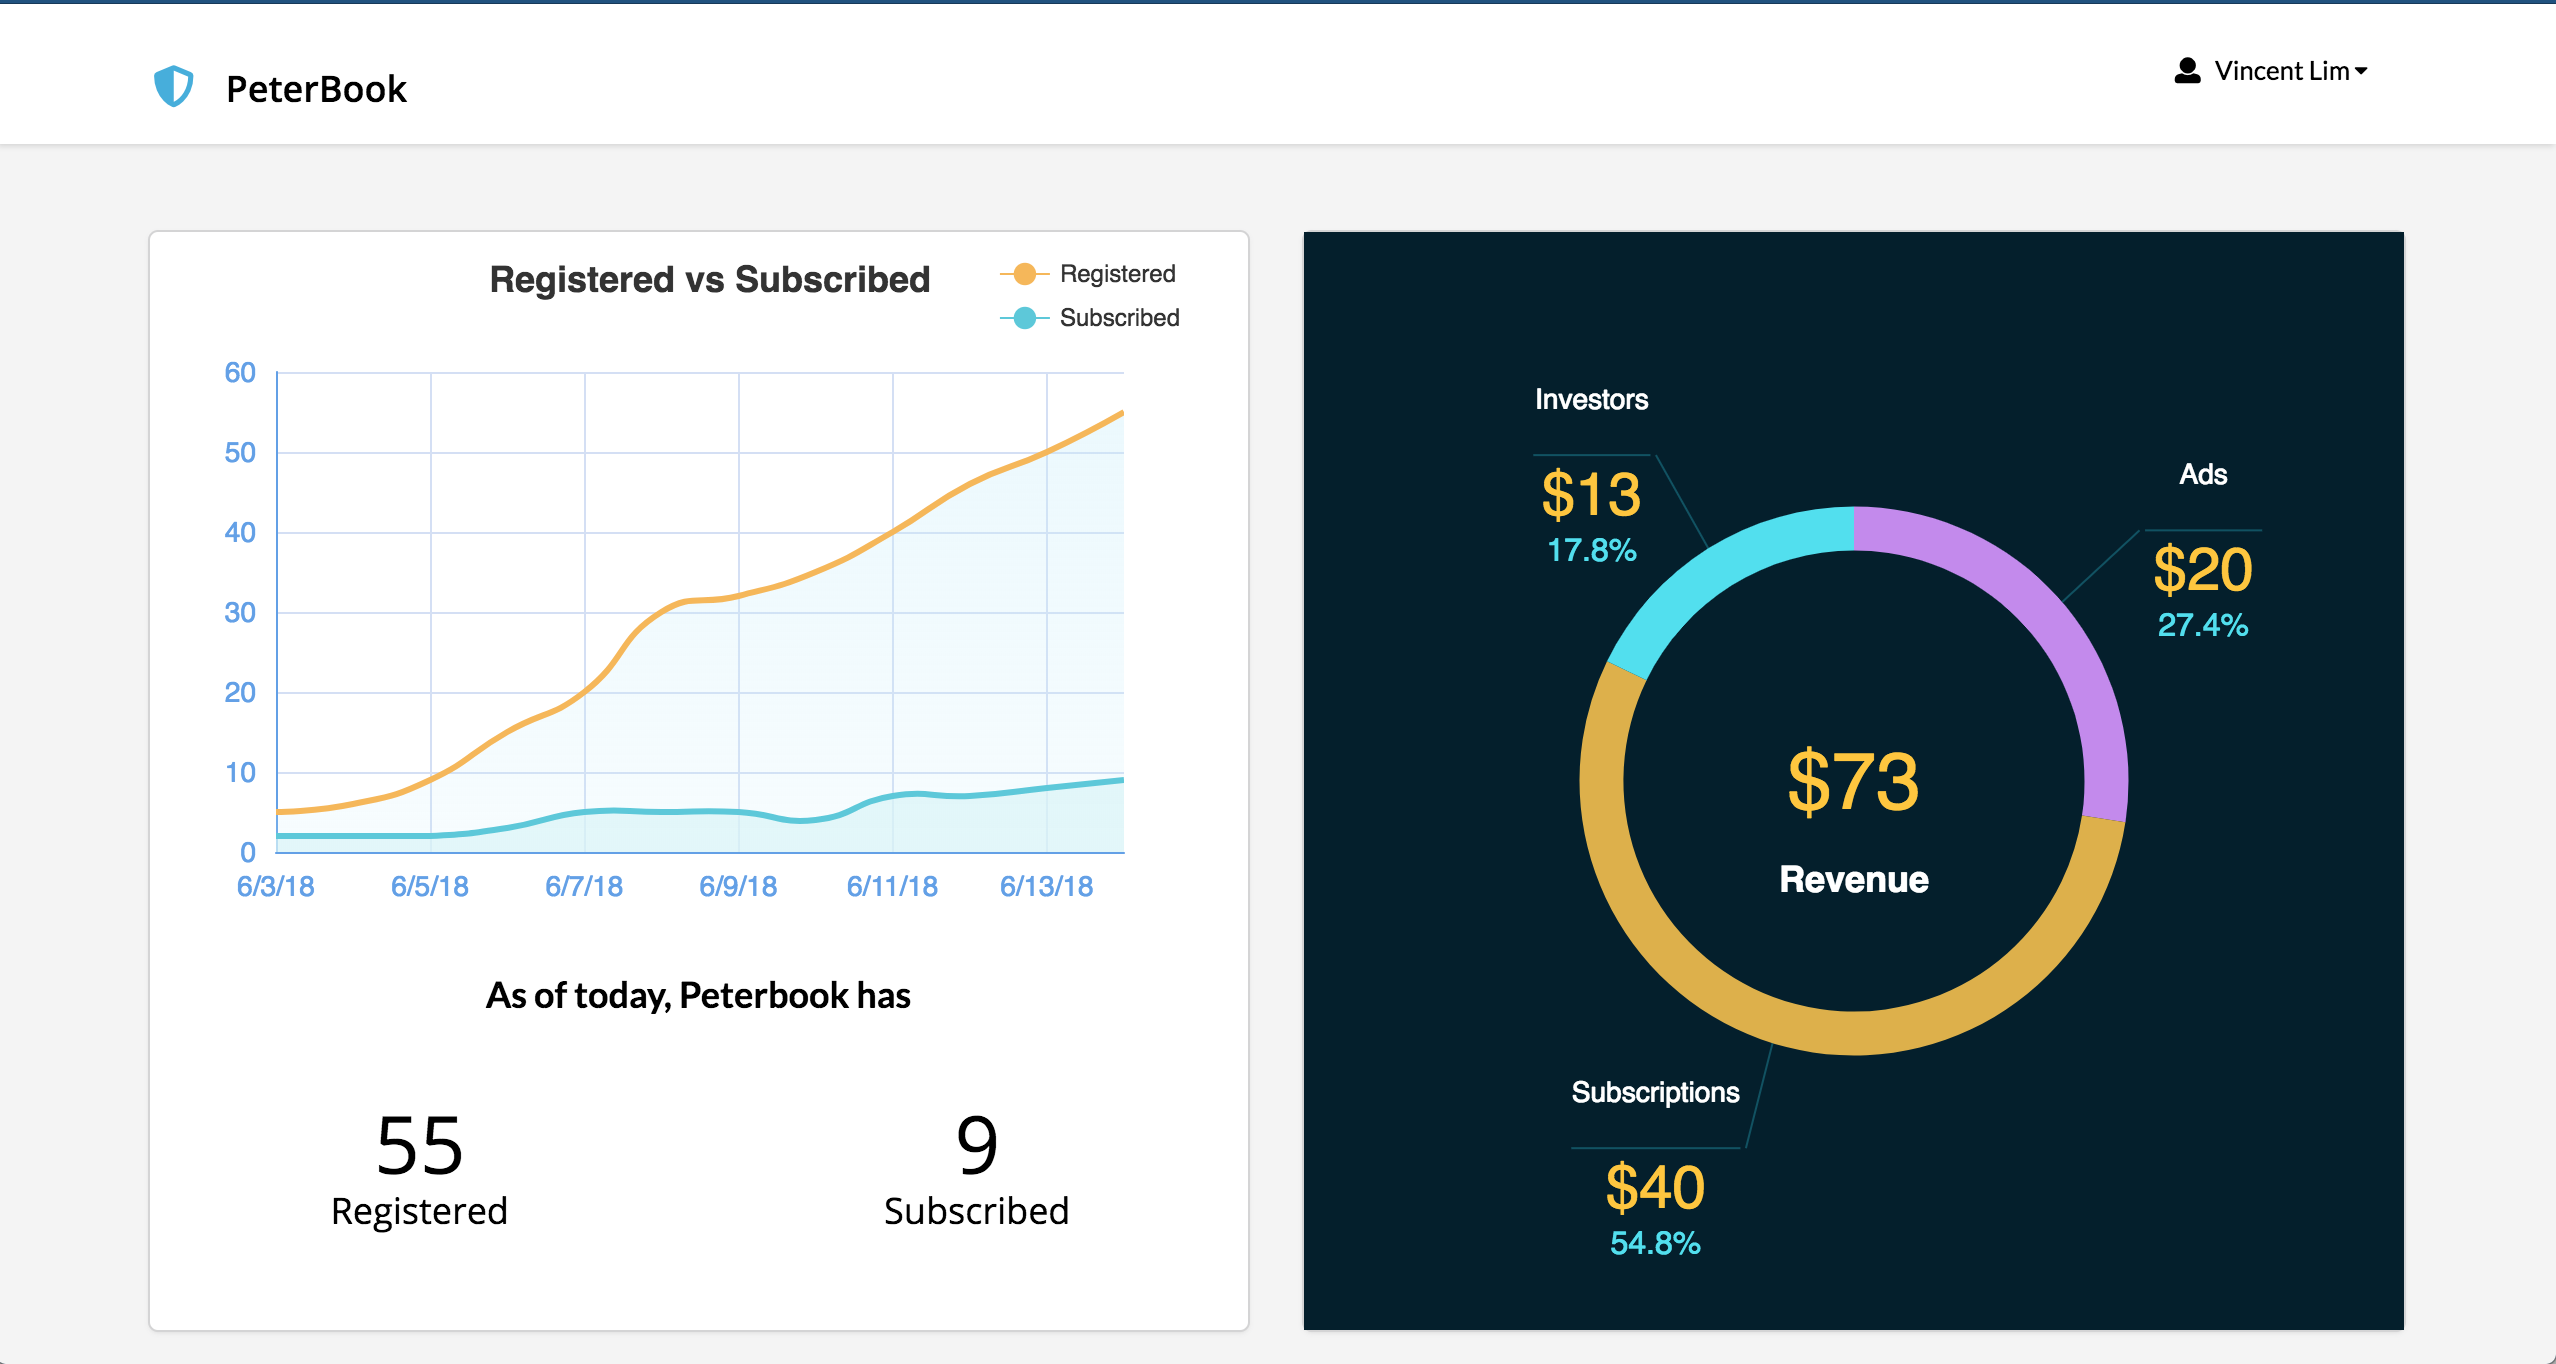 PeterBook
Vincent Lim
Registered vs Subscribed
Registered
Subscribed
60
50
40
30
20
10
0
6/3/18 6/5/18 6/7/18 6/9/18 6/11/18 6/13/18
As of today, Peterbook has
55
Registered
9
Subscribed
Investors
$13
17.8%
Ads
$20
27.4%
$73
Revenue
Subscriptions
$40
54.8%